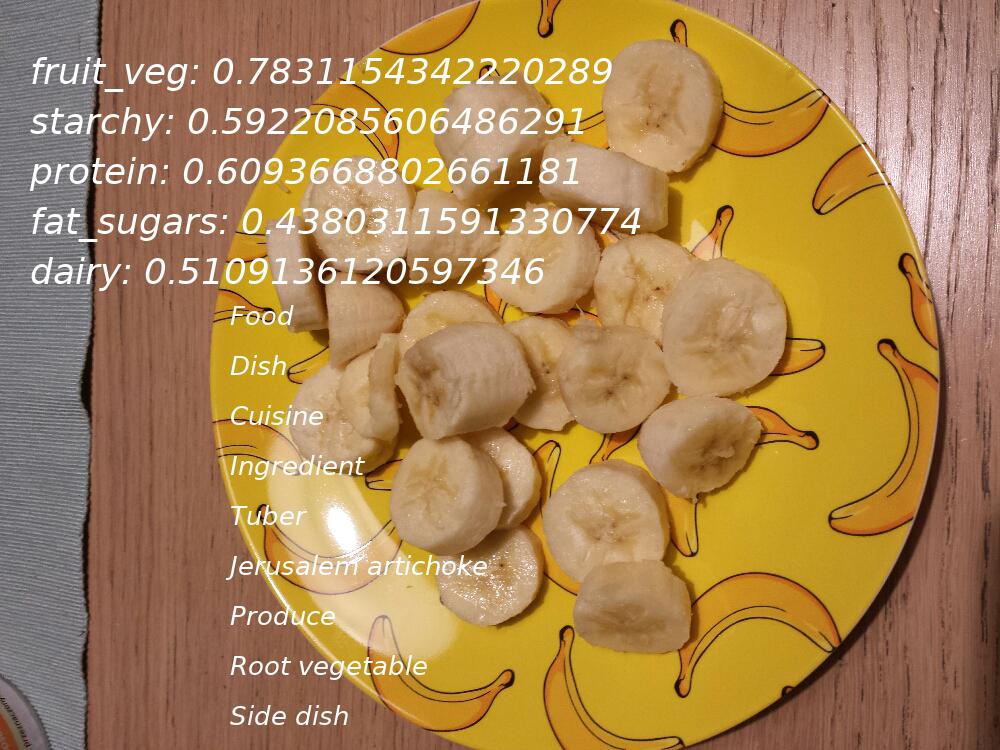 fruit_veg: 0.7831154342220289
starchy: 0.5922085606486291
protein: 0.6093668802661181
fat_sugars: 0.4380311591330774
dairy: 0.5109136120597346
Food
Dish
Cuisine
Ingredient
Tuber
Jerusalem artichoke
Produce
Root vegetable
Side dish